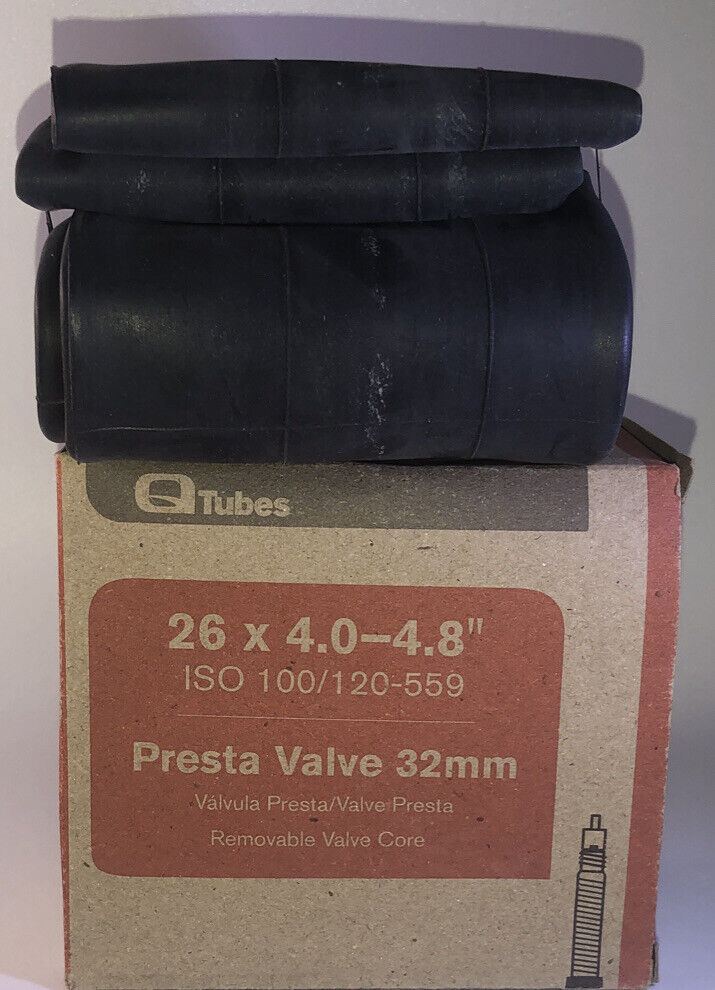 Q Tubes
26 x 4.0–4.8"
ISO 100/120-559
Presta Valve 32mm
Válvula Presta/Valve Presta
Removable Valve Core